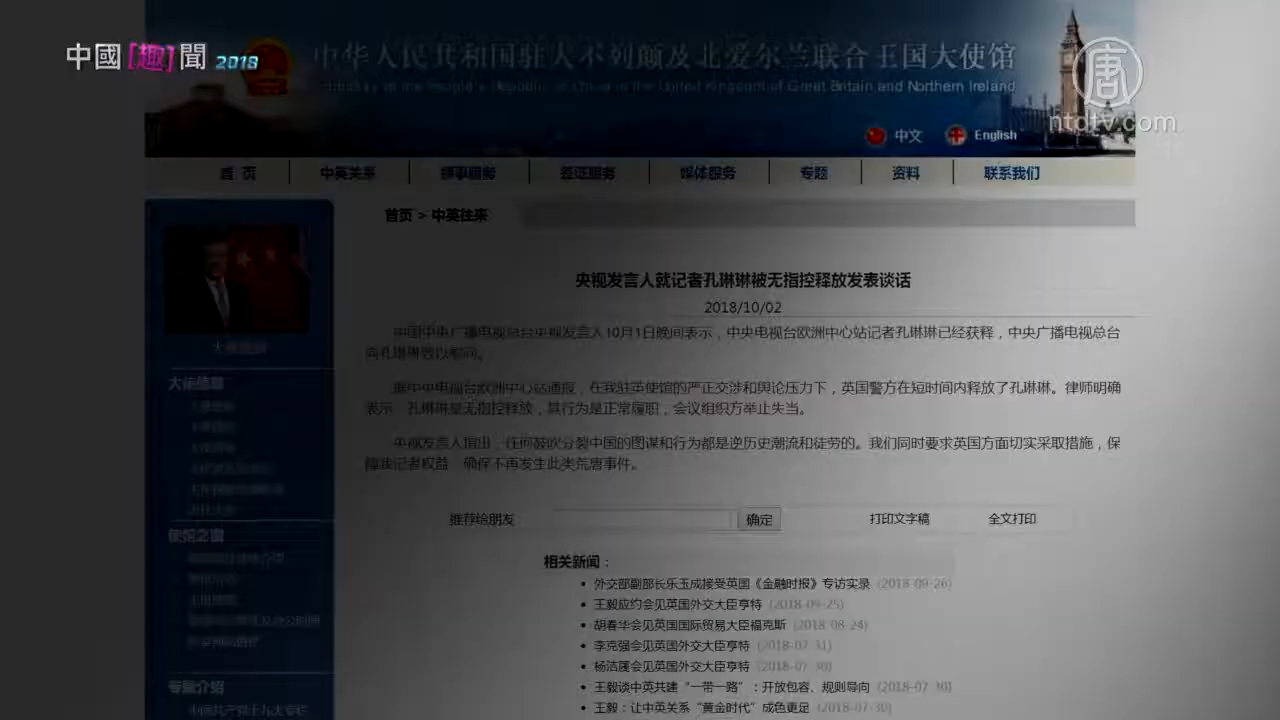 中國[趣]聞 2018
唐
ntdtv.com
中华人民共和国驻大不列颠及北爱尔兰联合王国大使馆
Embassy of the People's Republic of China in the United Kingdom of Great Britain and Northern Ireland
中文 English
首 页 中英关系 领事服务 签证服务 媒体服务 专题 资料 联系我们
首页 > 中英往来
央视发言人就记者孔琳琳被无指控释放发表谈话
2018/10/02
中国中央广播电视总台央视发言人10月1日晚间表示，中央电视台欧洲中心站记者孔琳琳已经获释，中央广播电视总台
向孔琳琳致以慰问。
据中央电视台欧洲中心站通报，在我驻英使馆的严正交涉和舆论压力下，英国警方在短时间内释放了孔琳琳。律师明确
表示，孔琳琳是无指控释放，其行为是正常履职，会议组织方举止失当。
央视发言人指出，任何鼓吹分裂中国的图谋和行为都是逆历史潮流和徒劳的。我们同时要求英国方面切实采取措施，保
障我记者权益，确保不再发生此类荒唐事件。
推荐给朋友 确定 打印文字稿 全文打印
相关新闻：
• 外交部副部长乐玉成接受英国《金融时报》专访实录 (2018-09-26)
• 王毅应约会见英国外交大臣亨特 (2018-09-25)
• 胡春华会见英国国际贸易大臣福克斯 (2018-08-24)
• 李克强会见英国外交大臣亨特 (2018-07-31)
• 杨洁篪会见英国外交大臣亨特 (2018-07-30)
• 王毅谈中英共建“一带一路”：开放包容、规则导向 (2018-07-30)
• 王毅：让中英关系“黄金时代”成色更足 (2018-07-30)
大使信息
使馆之窗
专题介绍